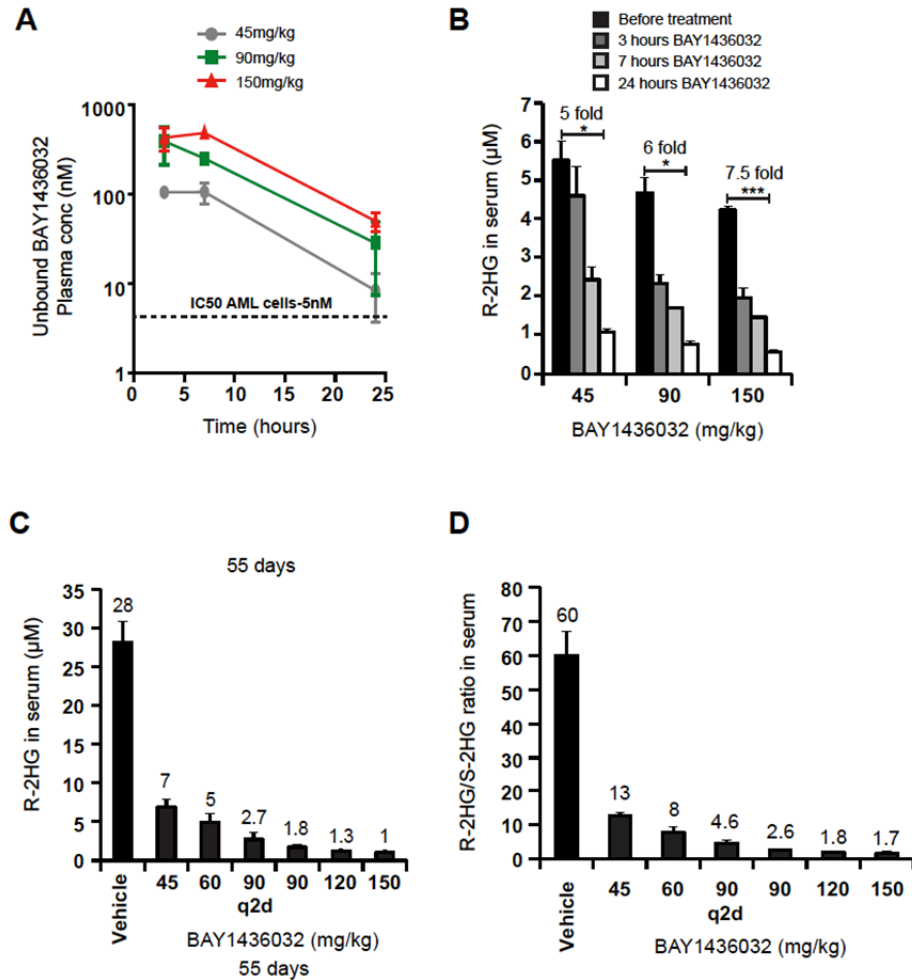 A
45mg/kg
90mg/kg
150mg/kg
Unbound BAY1436032
Plasma conc (nM)
1000
100
10
1
IC50 AML cells-5nM
0 5 10 15 20 25
Time (hours)
B
Before treatment
3 hours BAY1436032
7 hours BAY1436032
24 hours BAY1436032
R-2HG in serum (µM)
7
6
5
4
3
2
1
0
5 fold
*
6 fold
*
7.5 fold
***
45 90 150
BAY1436032 (mg/kg)
C
55 days
R-2HG in serum (µM)
35
30
25
20
15
10
5
0
28
7
5
2.7
1.8
1.3
1
Vehicle
45 60 90 90 120 150
q2d
BAY1436032 (mg/kg)
55 days
D
R-2HG/S-2HG ratio in serum
80
70
60
50
40
30
20
10
0
60
13
8
4.6
2.6
1.8
1.7
Vehicle
45 60 90 90 120 150
q2d
BAY1436032 (mg/kg)